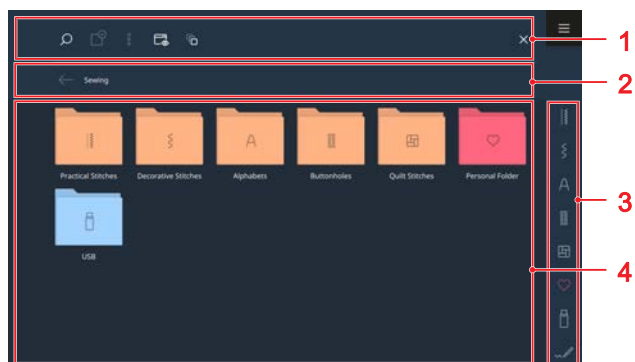 1
Sewing
2
Practical Stitches Decorative Stitches Alphabets Buttonholes Quilt Stitches Personal Folder
3
USB
4